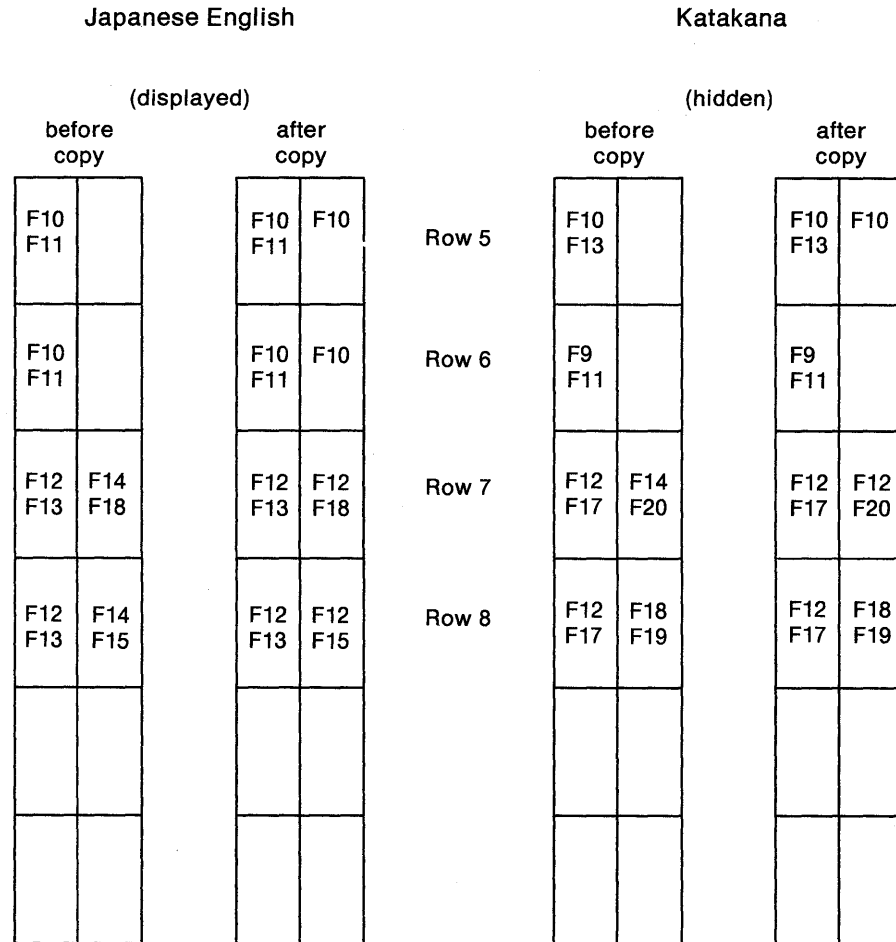 Japanese English Katakana
(displayed) (hidden)
before after before after
copy copy copy copy
F10 F10 F10 Row 5 F10 F10 F10
F11 F11 F13 F13
F10 F10 F10 Row 6 F9 F9
F11 F11 F11 F11
F12 F14 F12 F12 Row 7 F12 F14 F12 F12
F13 F18 F13 F18 F17 F20 F17 F20
F12 F14 F12 F12 Row 8 F12 F18 F12 F18
F13 F15 F13 F15 F17 F19 F17 F19